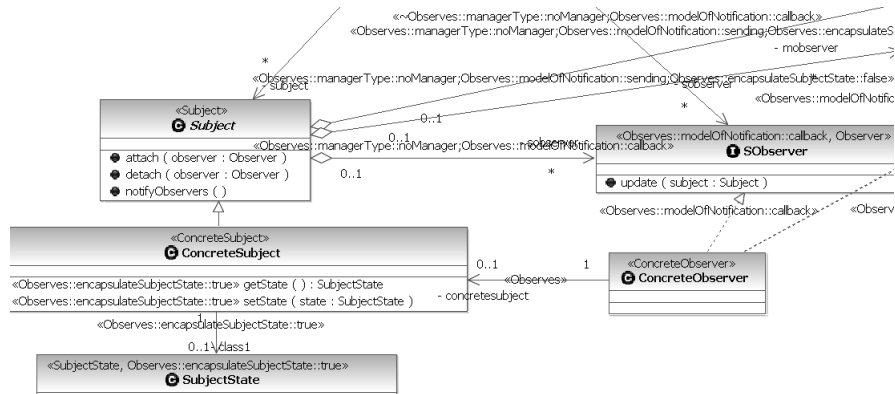 «~Observes::managerType::noManager;Observes::modelOfNotification::callback»
«Observes::managerType::noManager;Observes::modelOfNotification::sending;Observes::encapsulateS
- mobserver
*
«Observes::managerType::noManager;Observes::modelOfNotification::sending;Observes::encapsulateSubjectState::false»
- subject
- sobserver
*
«Observes::modelOfNotific
«Subject»
C Subject
attach ( observer : Observer )
detach ( observer : Observer )
notifyObservers ( )
0..1
0..1
«Observes::managerType::noManager;Observes::modelOfNotification::callback»
- sobserver
0..1
*
«Observes::modelOfNotification::callback, Observer»
I SObserver
update ( subject : Subject )
«Observes::modelOfNotification::callback»
«Observe
«ConcreteSubject»
C ConcreteSubject
«Observes::encapsulateSubjectState::true» getState ( ) : SubjectState
«Observes::encapsulateSubjectState::true» setState ( state : SubjectState )
0..1
1
«Observes»
- concretesubject
«ConcreteObserver»
C ConcreteObserver
1
«Observes::encapsulateSubjectState::true»
0..1
- class1
«SubjectState, Observes::encapsulateSubjectState::true»
C SubjectState